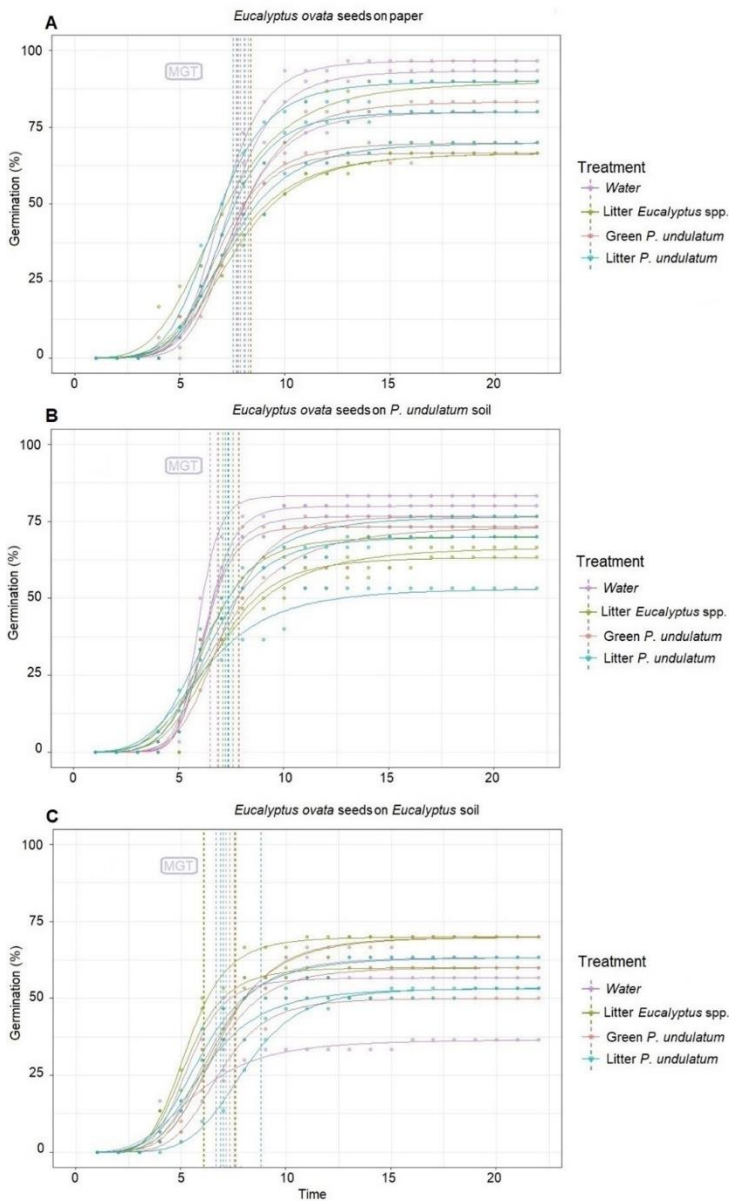 A
Eucalyptus ovata seeds on paper
MGT
100
75
50
25
0
Germination (%)
0 5 10 15 20
Treatment
Water
Litter Eucalyptus spp.
Green P. undulatum
Litter P. undulatum
B
Eucalyptus ovata seeds on P. undulatum soil
MGT
100
75
50
25
0
Germination (%)
0 5 10 15 20
Treatment
Water
Litter Eucalyptus spp.
Green P. undulatum
Litter P. undulatum
C
Eucalyptus ovata seeds on Eucalyptus soil
MGT
100
75
50
25
0
Germination (%)
0 5 10 15 20
Time
Treatment
Water
Litter Eucalyptus spp.
Green P. undulatum
Litter P. undulatum